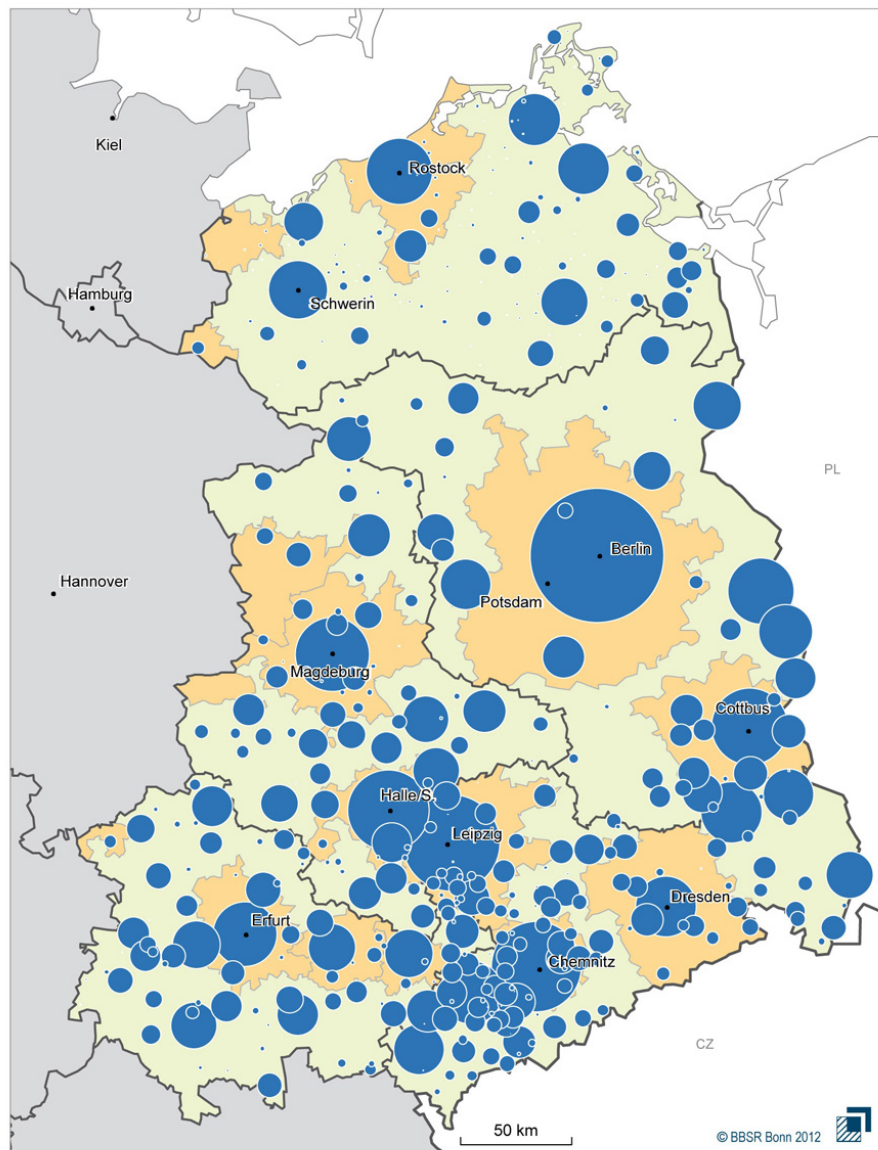 Kiel
Rostock
Schwerin
Hamburg
PL
Hannover
Berlin
Potsdam
Magdeburg
Cottbus
Halle/S.
Leipzig
Dresden
Erfurt
Chemnitz
CZ
50 km
© BBSR Bonn 2012